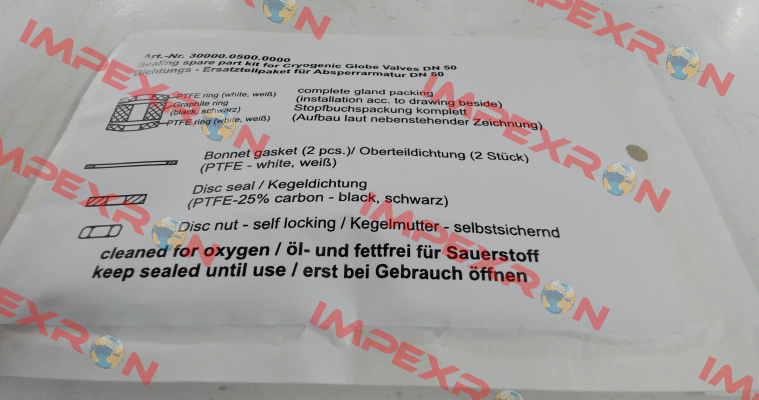 Art.-Nr. 30000.0500.0000
Sealing spare part kit for Cryogenic Globe Valves DN 50
Dichtungs - Ersatzteilpaket für Absperrarmatur DN 50
PTFE ring (white, weiß)
Graphite ring
(black, schwarz)
PTFE ring (white, weiß)
complete gland packing
(installation acc. to drawing beside)
Stopfbuchspackung komplett
(Aufbau laut nebenstehender Zeichnung)
Bonnet gasket (2 pcs.)/ Oberteildichtung (2 Stück)
(PTFE - white, weiß)
Disc seal / Kegeldichtung
(PTFE-25% carbon - black, schwarz)
Disc nut - self locking / Kegelmutter - selbstsichernd
cleaned for oxygen / öl- und fettfrei für Sauerstoff
keep sealed until use / erst bei Gebrauch öffnen
IMPEXRON
IMPEXRON
IMPEXRON
IMPEXRON
IMPEXRON